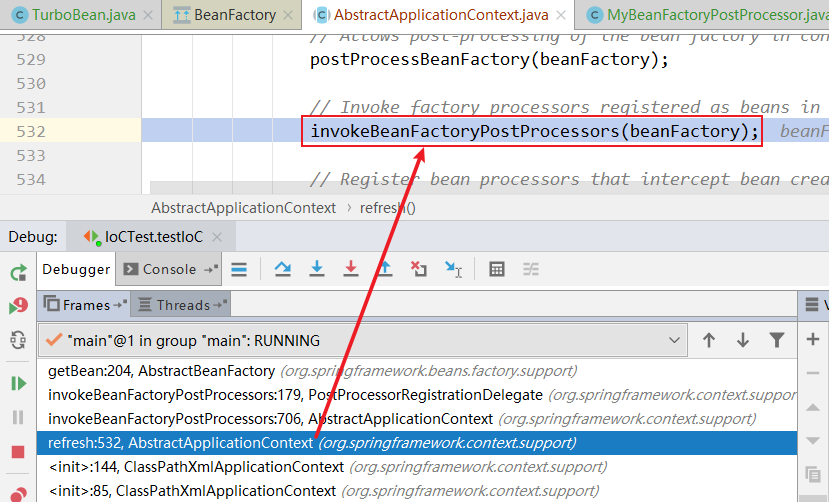 TurboBean.java BeanFactory AbstractApplicationContext.java MyBeanFactoryPostProcessor.java
528 // Allows post-processing of the bean factory in con
529 postProcessBeanFactory(beanFactory);
530
531 // Invoke factory processors registered as beans in
532 invokeBeanFactoryPostProcessors(beanFactory); beanF
533
534 // Register bean processors that intercept bean crea
AbstractApplicationContext › refresh()
Debug: IoCTest.testIoC
Debugger Console
Frames Threads
"main"@1 in group "main": RUNNING
getBean:204, AbstractBeanFactory (org.springframework.beans.factory.support)
invokeBeanFactoryPostProcessors:179, PostProcessorRegistrationDelegate
invokeBeanFactoryPostProcessors:706, AbstractApplicationContext (org.springframework.context.support)
refresh:532, AbstractApplicationContext (org.springframework.context.support)
<init>:144, ClassPathXmlApplicationContext (org.springframework.context.support)
<init>:85, ClassPathXmlApplicationContext (org.springframework.context.support)